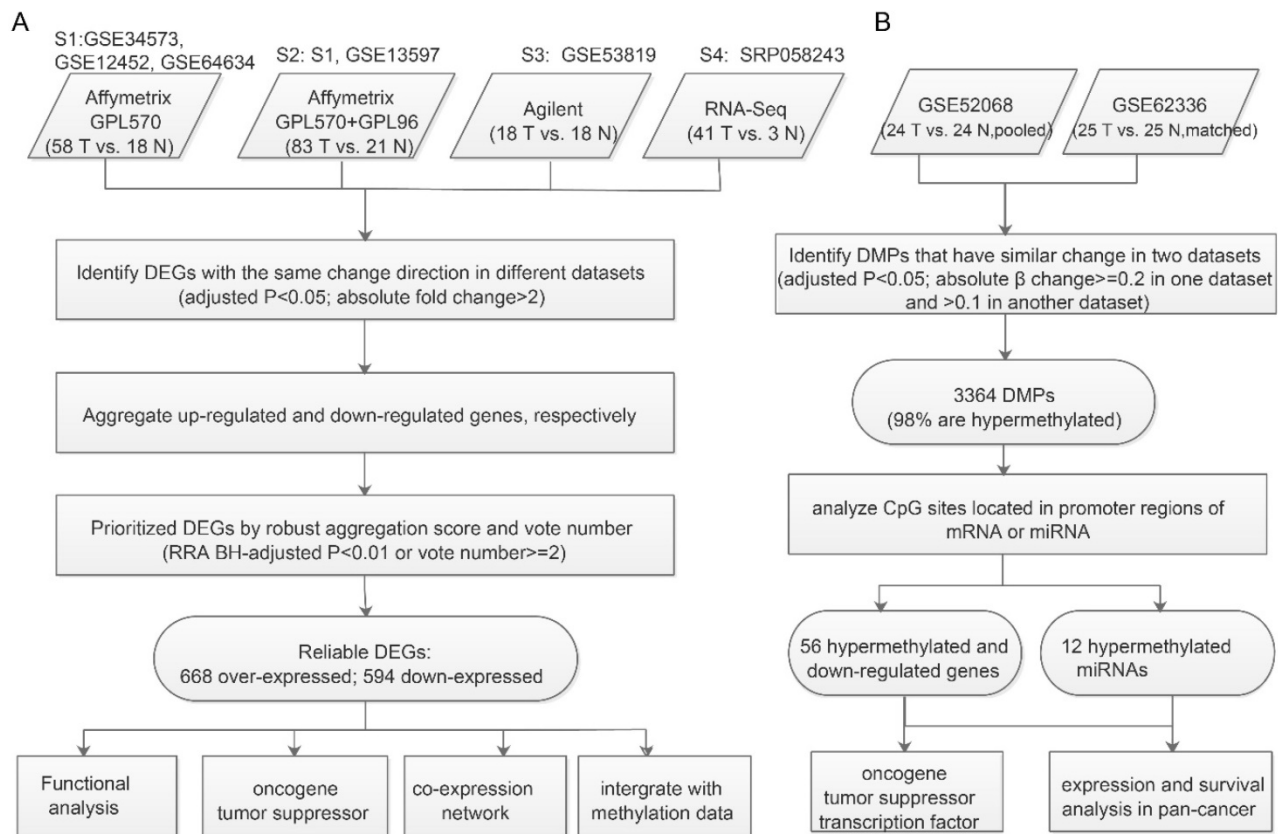 A
S1:GSE34573,
GSE12452, GSE64634
S2: S1, GSE13597
S3: GSE53819
S4: SRP058243
Affymetrix
GPL570
(58 T vs. 18 N)
Affymetrix
GPL570+GPL96
(83 T vs. 21 N)
Agilent
(18 T vs. 18 N)
RNA-Seq
(41 T vs. 3 N)
Identify DEGs with the same change direction in different datasets
(adjusted P<0.05; absolute fold change>2)
Aggregate up-regulated and down-regulated genes, respectively
Prioritized DEGs by robust aggregation score and vote number
(RRA BH-adjusted P<0.01 or vote number>=2)
Reliable DEGs:
668 over-expressed; 594 down-expressed
Functional
analysis
oncogene
tumor suppressor
co-expression
network
intergrate with
methylation data
B
GSE52068
(24 T vs. 24 N,pooled)
GSE62336
(25 T vs. 25 N,matched)
Identify DMPs that have similar change in two datasets
(adjusted P<0.05; absolute β change>=0.2 in one dataset
and >0.1 in another dataset)
3364 DMPs
(98% are hypermethylated)
analyze CpG sites located in promoter regions of
mRNA or miRNA
56 hypermethylated and
down-regulated genes
12 hypermethylated
miRNAs
oncogene
tumor suppressor
transcription factor
expression and survival
analysis in pan-cancer